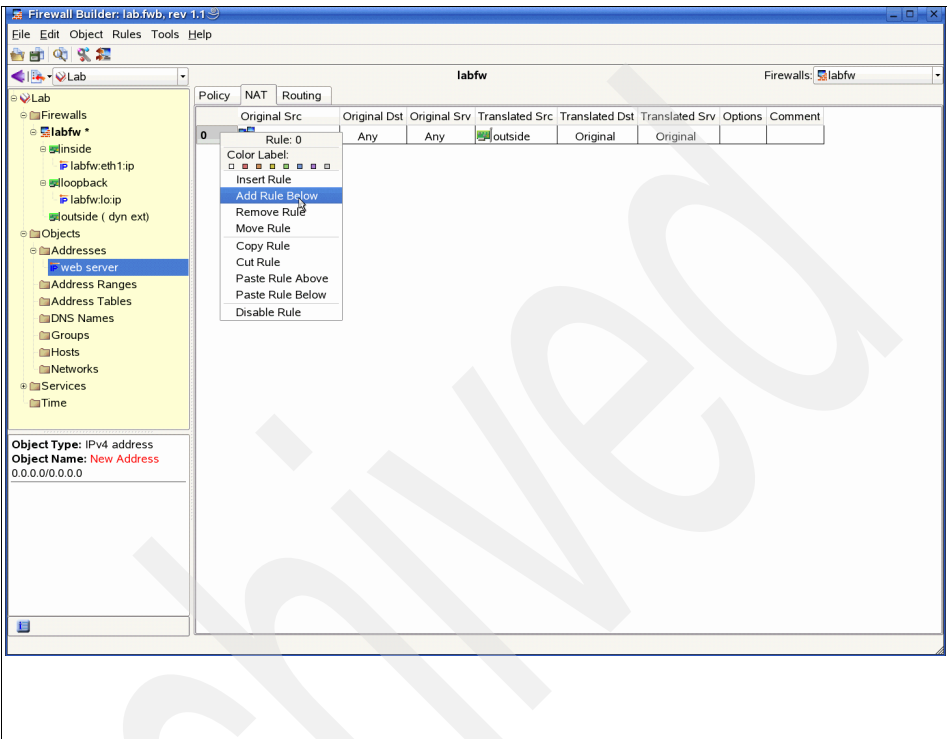 Firewall Builder: lab.fwb, rev 1.1
File Edit Object Rules Tools Help
Lab
labfw
Firewalls: labfw
Policy NAT Routing
Lab
Firewalls
labfw *
inside
labfw:eth1:ip
loopback
labfw:lo:ip
outside ( dyn ext)
Objects
Addresses
web server
Address Ranges
Address Tables
DNS Names
Groups
Hosts
Networks
Services
Time
Original Src Original Dst Original Srv Translated Src Translated Dst Translated Srv Options Comment
0 Any Any outside Original Original
Rule: 0
Color Label:
Insert Rule
Add Rule Below
Remove Rule
Move Rule
Copy Rule
Cut Rule
Paste Rule Above
Paste Rule Below
Disable Rule
Object Type: IPv4 address
Object Name: New Address
0.0.0.0/0.0.0.0